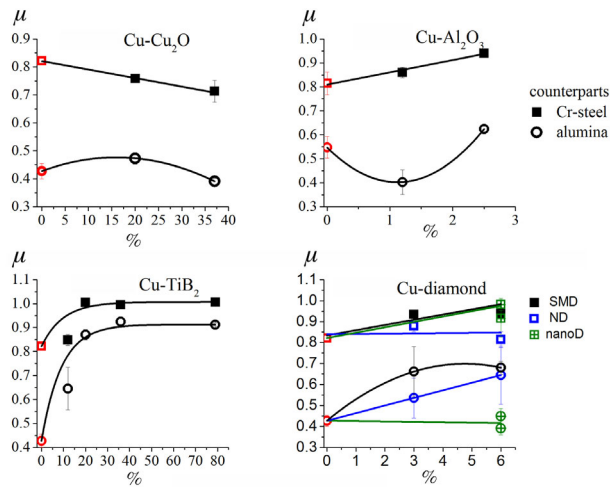 μ
Cu-Cu2O
0.9
0.8
0.7
0.6
0.5
0.4
0.3
0 5 10 15 20 25 30 35 40
%
μ
Cu-Al2O3
1.0
0.9
0.8
0.7
0.6
0.5
0.4
0.3
0 1 2 3
%
counterparts
Cr-steel
alumina
μ
Cu-TiB2
1.1
1.0
0.9
0.8
0.7
0.6
0.5
0.4
0 10 20 30 40 50 60 70 80
%
μ
Cu-diamond
1.1
1.0
0.9
0.8
0.7
0.6
0.5
0.4
0.3
0 1 2 3 4 5 6
%
SMD
ND
nanoD